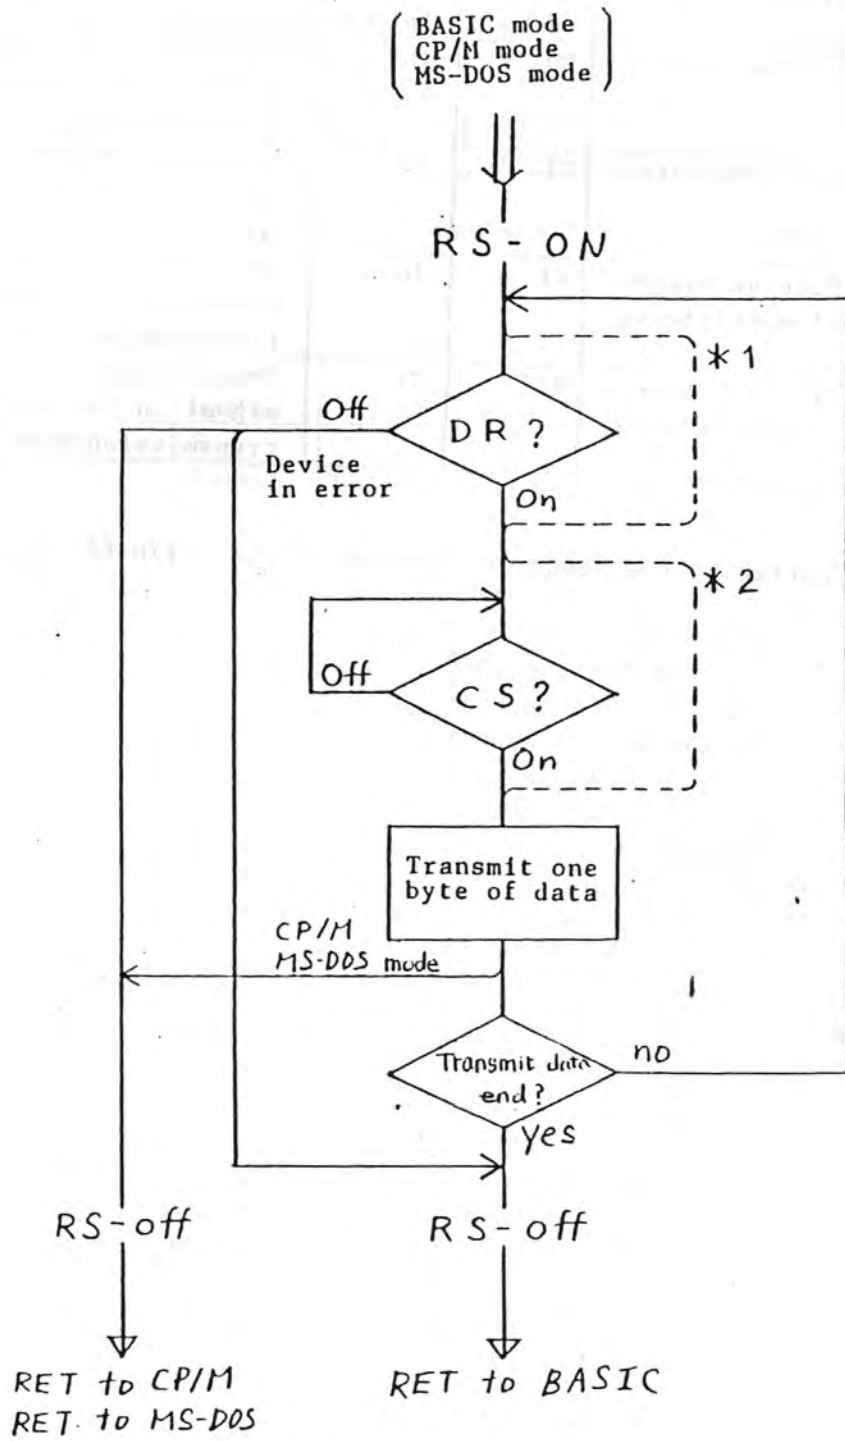 BASIC mode
CP/M mode
MS-DOS mode
RS-ON
*1
Off
DR?
Device
in error
On
*2
Off
CS?
On
Transmit one
byte of data
CP/M
MS-DOS mode
Transmit data
end?
no
yes
RS-off
RS-off
RET to CP/M
RET to MS-DOS
RET to BASIC